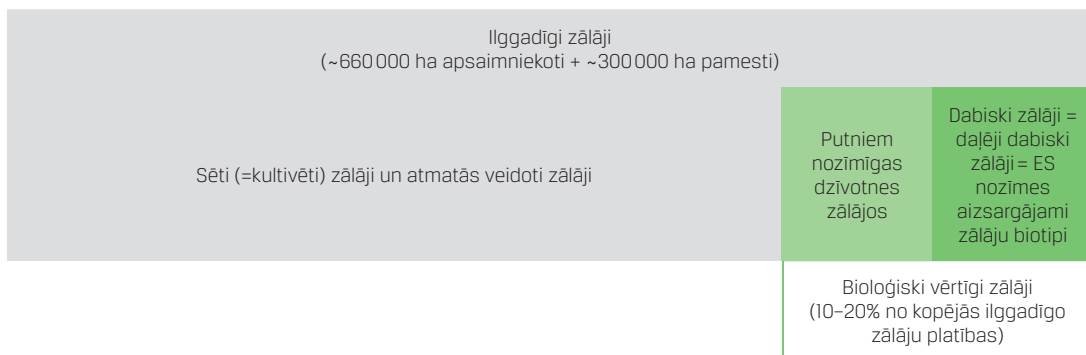 Ilggadīgi zālāji
(~660 000 ha apsaimniekoti + ~300 000 ha pamesti)
Sēti (=kultivēti) zālāji un atmatās veidoti zālāji
Putniem
nozīmīgas
dzīvotnes
zālājos
Dabiski zālāji =
daļēji dabiski
zālāji = ES
nozīmes
aizsargājami
zālāju biotipi
Bioloģiski vērtīgi zālāji
(10–20% no kopējās ilggadīgo
zālāju platības)